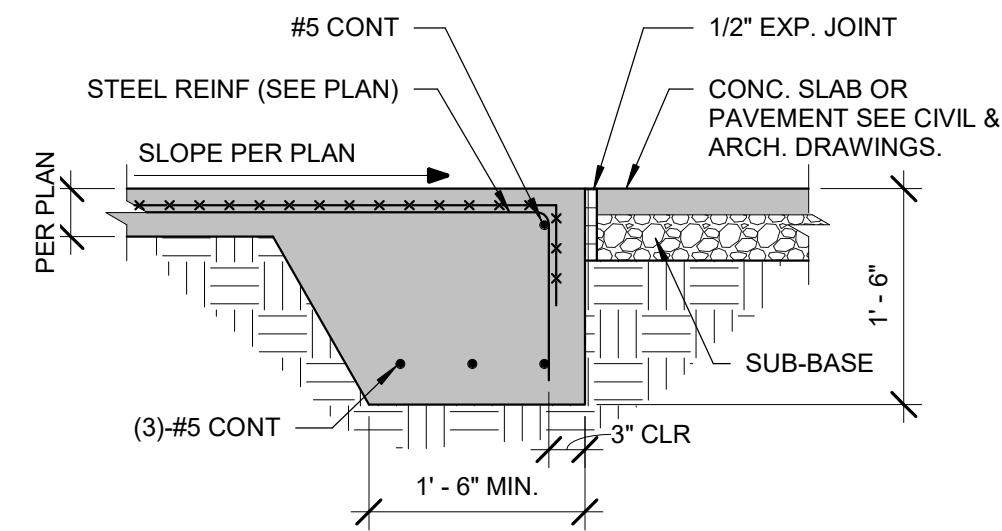 #5 CONT
1/2" EXP. JOINT
STEEL REINF (SEE PLAN)
CONC. SLAB OR
PAVEMENT SEE CIVIL &
ARCH. DRAWINGS.
SLOPE PER PLAN
PER PLAN
1' - 6"
SUB-BASE
(3)-#5 CONT
3" CLR
1' - 6" MIN.